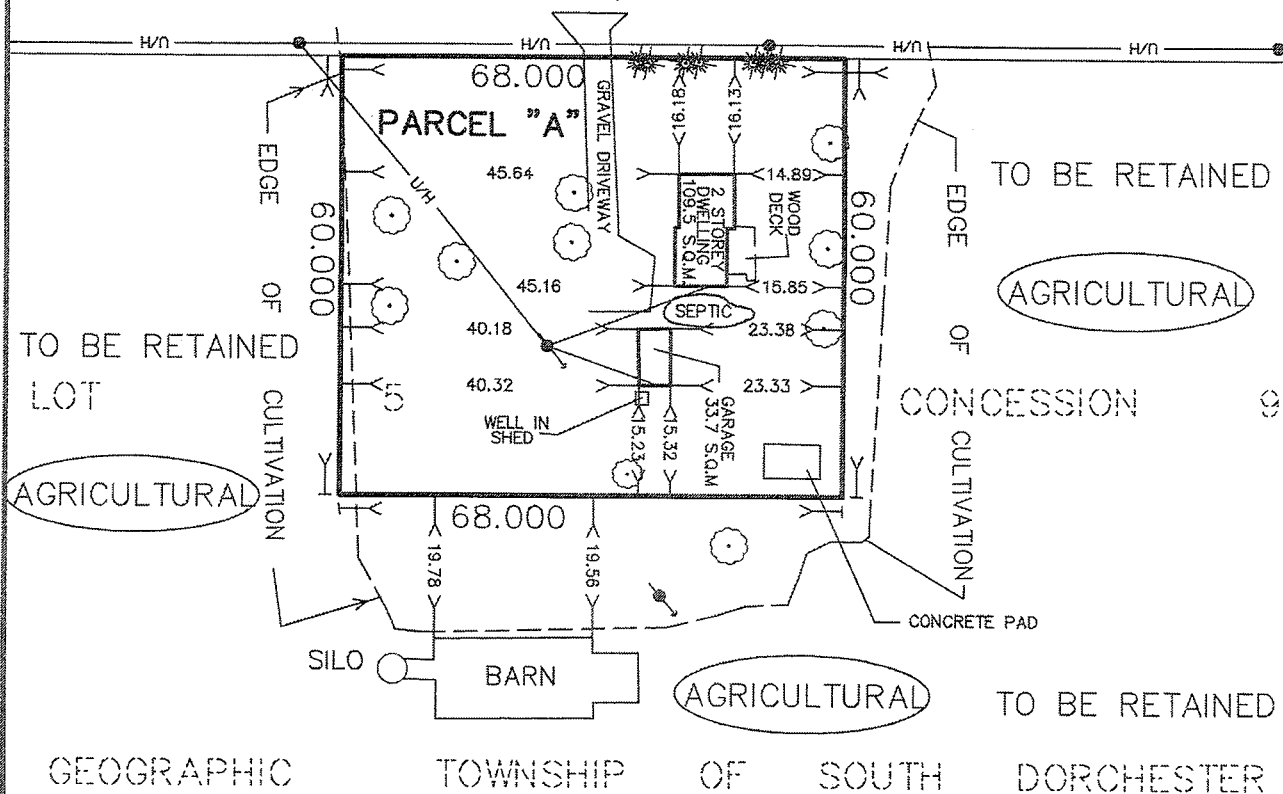 U/H U/H U/H U/H
68.000
PARCEL "A"
GRAVEL DRIVEWAY
16.18
16.13
EDGE OF CULTIVATION
60.000
U/H
45.64
14.89
WOOD
DECK
2 STOREY
DWELLING
109.5 S.Q.M.
60.000
EDGE OF CULTIVATION
TO BE RETAINED
AGRICULTURAL
45.16
15.85
SEPTIC
40.18
23.38
TO BE RETAINED
LOT 5
CONCESSION 9
40.32
23.33
GARAGE
33.7 S.Q.M
WELL IN
SHED
15.23
15.32
AGRICULTURAL
68.000
19.78
19.56
CONCRETE PAD
SILO
BARN
AGRICULTURAL
TO BE RETAINED
GEOGRAPHIC TOWNSHIP OF SOUTH DORCHESTER